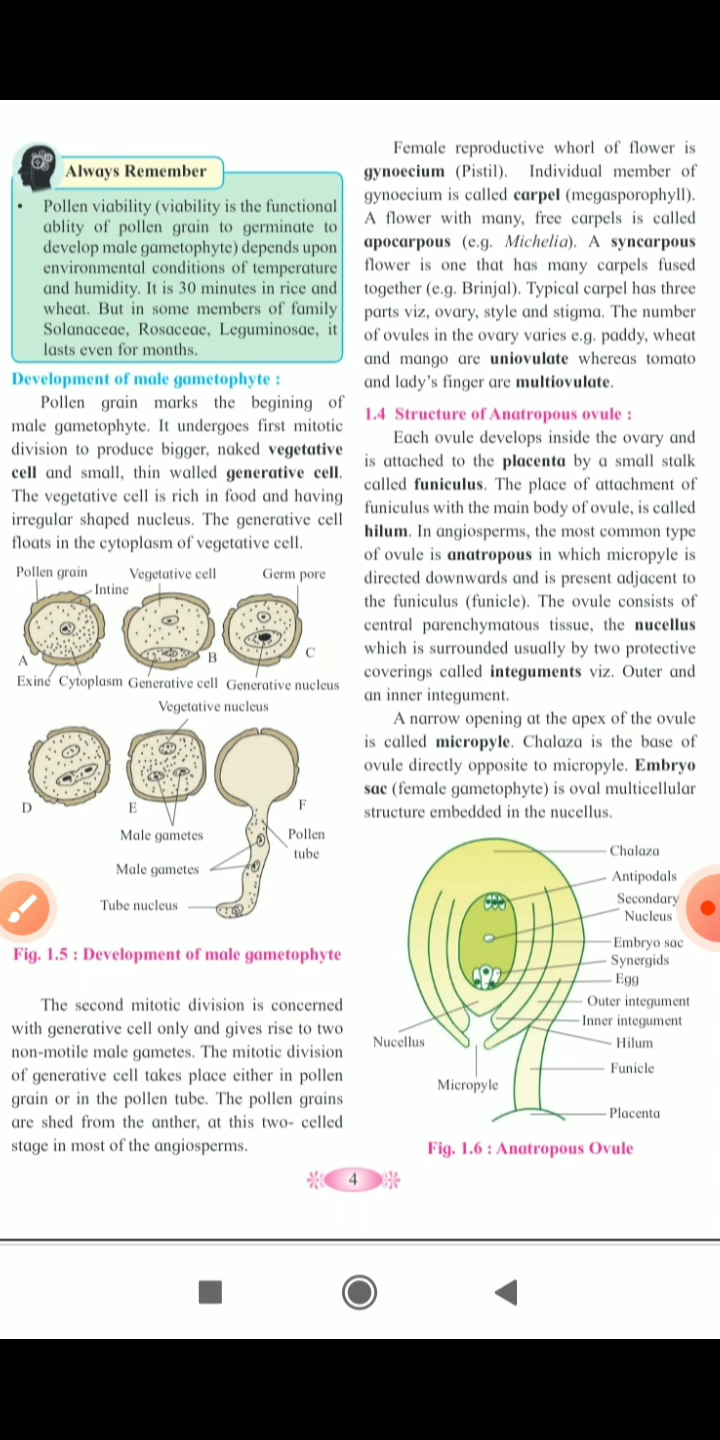 Always Remember
• Pollen viability (viability is the functional
ablity of pollen grain to germinate to
develop male gametophyte) depends upon
environmental conditions of temperature
and humidity. It is 30 minutes in rice and
wheat. But in some members of family
Solanaceae, Rosaceae, Leguminosae, it
lasts even for months.
Development of male gametophyte :
Pollen grain marks the begining of
male gametophyte. It undergoes first mitotic
division to produce bigger, naked vegetative
cell and small, thin walled generative cell.
The vegetative cell is rich in food and having
irregular shaped nucleus. The generative cell
floats in the cytoplasm of vegetative cell.
Pollen grain
Vegetative cell
Germ pore
Intine
A
B
C
Exine
Cytoplasm
Generative cell
Generative nucleus
Vegetative nucleus
D
E
F
Male gametes
Pollen
tube
Male gametes
Tube nucleus
Fig. 1.5 : Development of male gametophyte
The second mitotic division is concerned
with generative cell only and gives rise to two
non-motile male gametes. The mitotic division
of generative cell takes place either in pollen
grain or in the pollen tube. The pollen grains
are shed from the anther, at this two- celled
stage in most of the angiosperms.
Female reproductive whorl of flower is
gynoecium (Pistil). Individual member of
gynoecium is called carpel (megasporophyll).
A flower with many, free carpels is called
apocarpous (e.g. Michelia). A syncarpous
flower is one that has many carpels fused
together (e.g. Brinjal). Typical carpel has three
parts viz, ovary, style and stigma. The number
of ovules in the ovary varies e.g. paddy, wheat
and mango are uniovulate whereas tomato
and lady's finger are multiovulate.
1.4 Structure of Anatropous ovule :
Each ovule develops inside the ovary and
is attached to the placenta by a small stalk
called funiculus. The place of attachment of
funiculus with the main body of ovule, is called
hilum. In angiosperms, the most common type
of ovule is anatropous in which micropyle is
directed downwards and is present adjacent to
the funiculus (funicle). The ovule consists of
central parenchymatous tissue, the nucellus
which is surrounded usually by two protective
coverings called integuments viz. Outer and
an inner integument.
A narrow opening at the apex of the ovule
is called micropyle. Chalaza is the base of
ovule directly opposite to micropyle. Embryo
sac (female gametophyte) is oval multicellular
structure embedded in the nucellus.
Chalaza
Antipodals
Secondary
Nucleus
Embryo sac
Synergids
Egg
Outer integument
Inner integument
Nucellus
Hilum
Funicle
Micropyle
Placenta
Fig. 1.6 : Anatropous Ovule
4